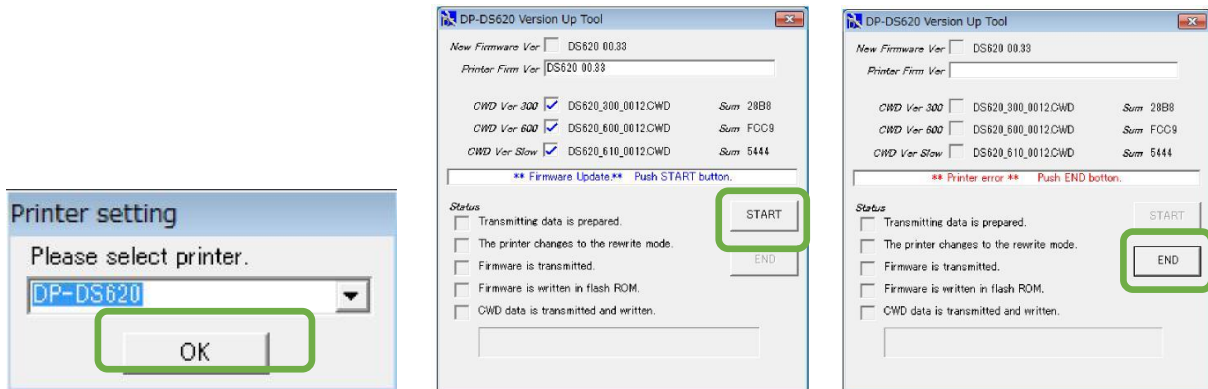 Printer setting
Please select printer.
DP-DS620
OK
DP-DS620 Version Up Tool
New Firmware Ver DS620 00.33
Printer Firm Ver DS620 00.33
CWD Ver 300 DS620_300_0012.CWD Sum 28B8
CWD Ver 600 DS620_600_0012.CWD Sum FCC9
CWD Ver Slow DS620_610_0012.CWD Sum 5444
** Firmware Update.** Push START button.
Status
Transmitting data is prepared.
START
The printer changes to the rewrite mode.
Firmware is transmitted.
END
Firmware is written in flash ROM.
CWD data is transmitted and written.
DP-DS620 Version Up Tool
New Firmware Ver DS620 00.33
Printer Firm Ver
CWD Ver 300 DS620_300_0012.CWD Sum 28B8
CWD Ver 600 DS620_600_0012.CWD Sum FCC9
CWD Ver Slow DS620_610_0012.CWD Sum 5444
** Printer error ** Push END botton.
Status
Transmitting data is prepared.
START
The printer changes to the rewrite mode.
Firmware is transmitted.
END
Firmware is written in flash ROM.
CWD data is transmitted and written.